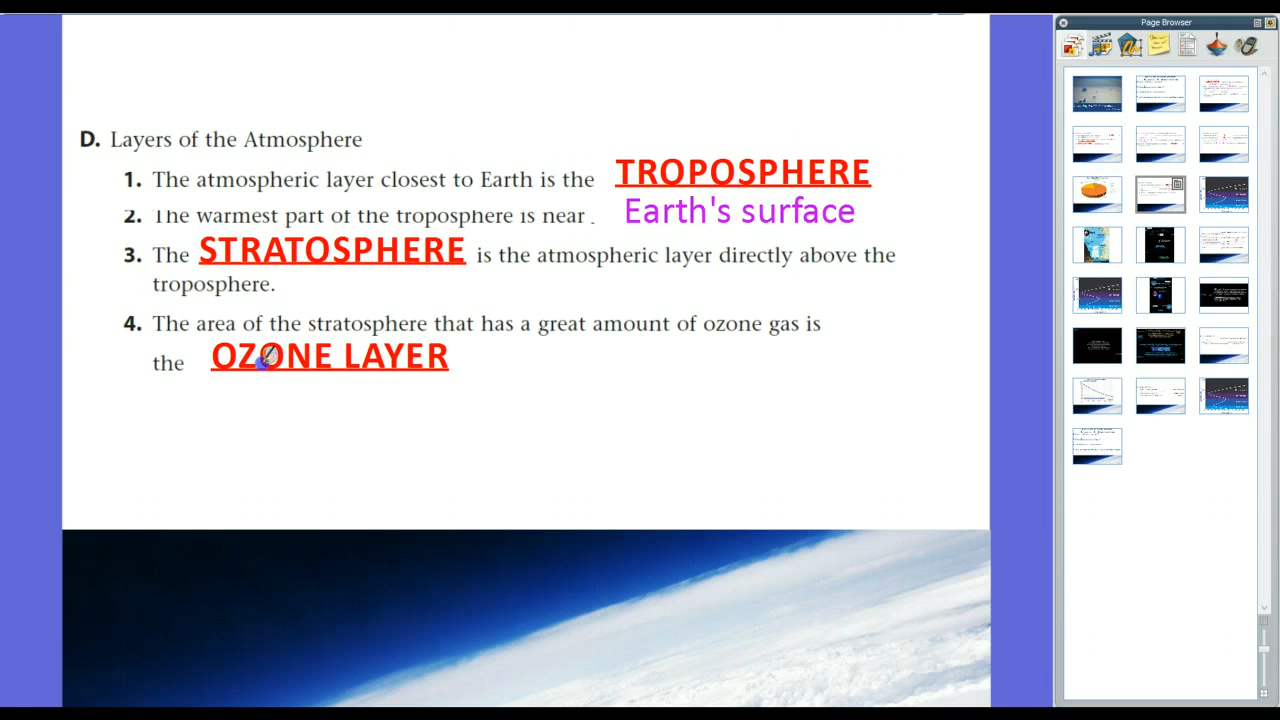 Page Browser
D. Layers of the Atmosphere
1. The atmospheric layer closest to Earth is the TROPOSPHERE
2. The warmest part of the troposphere is near Earth's surface
3. The STRATOSPHERE is the atmospheric layer directly above the
troposphere.
4. The area of the stratosphere that has a great amount of ozone gas is
the OZONE LAYER